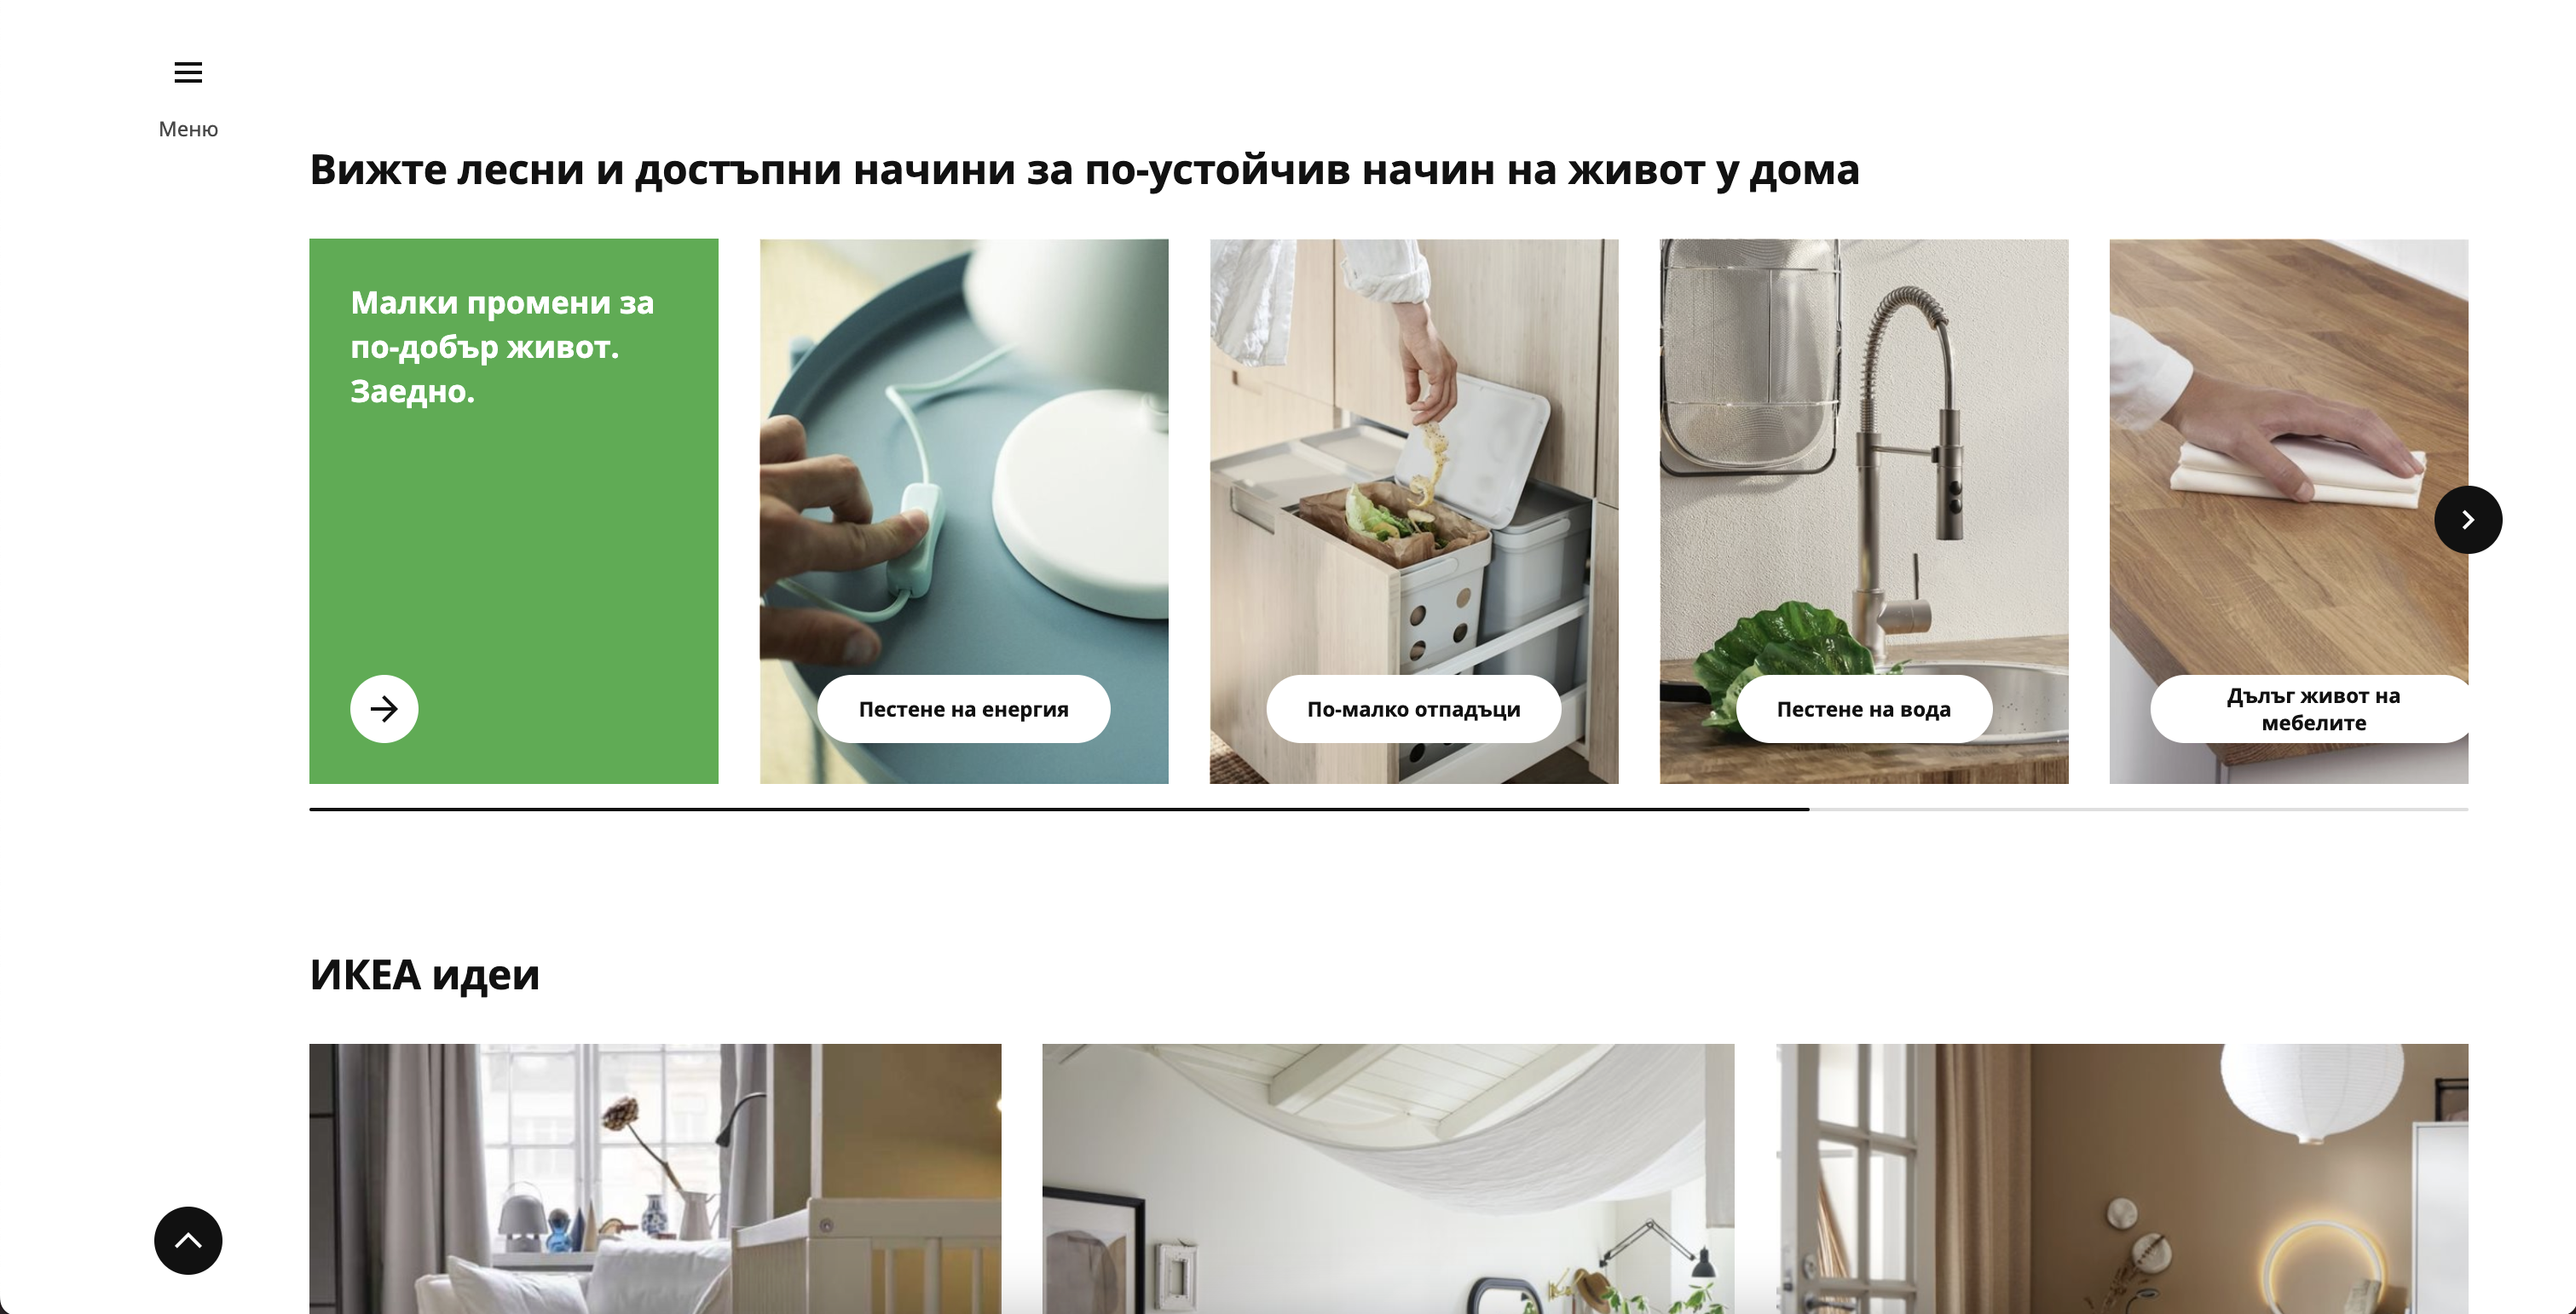 Меню
Вижте лесни и достъпни начини за по-устойчив начин на живот у дома
Малки промени за
по-добър живот.
Заедно.
Пестене на енергия
По-малко отпадъци
Пестене на вода
Дълъг живот на
мебелите
ИКЕА идеи